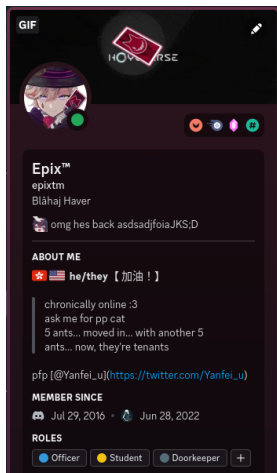 GIF
HOYOVERSE
Epix™
epixtm
Blåhaj Haver
omg hes back asdsadjfoiaJKS;D
ABOUT ME
he/they【 加油！】
chronically online :3
ask me for pp cat
5 ants... moved in... with another 5
ants... now, they're tenants
pfp [@Yanfei_u](https://twitter.com/Yanfei_u)
MEMBER SINCE
Jul 29, 2016 • Jun 28, 2022
ROLES
Officer Student Doorkeeper +